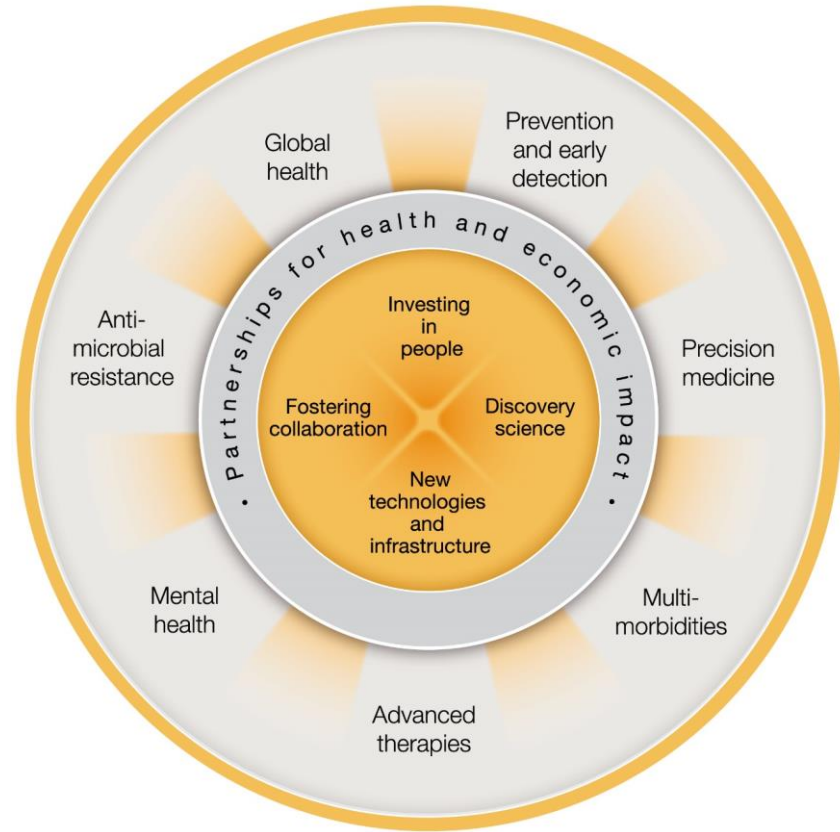 Prevention
and early
detection
Precision
medicine
Multi-
morbidities
Advanced
therapies
Mental
health
Anti-
microbial
resistance
Global
health
• Partnerships for health and economic impact •
Investing
in
people
Discovery
science
New
technologies
and
infrastructure
Fostering
collaboration